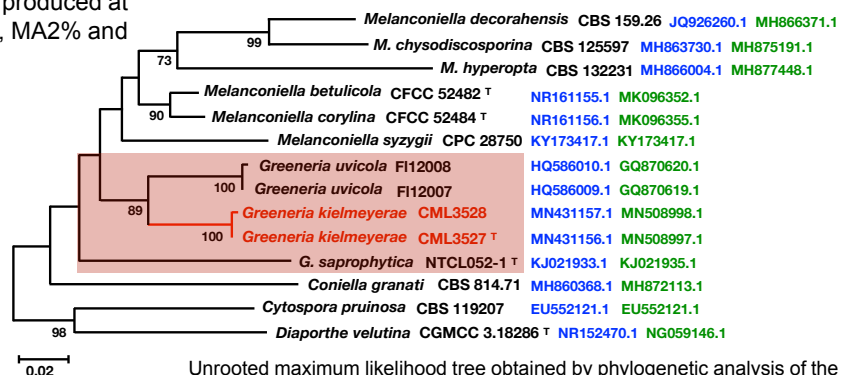 produced at
, MA2% and
Melanconiella decorahensis CBS 159.26 JQ926260.1 MH866371.1
99
M. chysodiscosporina CBS 125597 MH863730.1 MH875191.1
73
M. hyperopta CBS 132231 MH866004.1 MH877448.1
Melanconiella betulicola CFCC 52482 T NR161155.1 MK096352.1
90
Melanconiella corylina CFCC 52484 T NR161156.1 MK096355.1
Melanconiella syzygii CPC 28750 KY173417.1 KY173417.1
Greeneria uvicola FI12008 HQ586010.1 GQ870620.1
100
Greeneria uvicola FI12007 HQ586009.1 GQ870619.1
89
Greeneria kielmeyerae CML3528 MN431157.1 MN508998.1
100
Greeneria kielmeyerae CML3527 T MN431156.1 MN508997.1
G. saprophytica NTCL052-1 T KJ021933.1 KJ021935.1
Coniella granati CBS 814.71 MH860368.1 MH872113.1
Cytospora pruinosa CBS 119207 EU552121.1 EU552121.1
98
Diaporthe velutina CGMCC 3.18286 T NR152470.1 NG059146.1
0.02
Unrooted maximum likelihood tree obtained by phylogenetic analysis of the